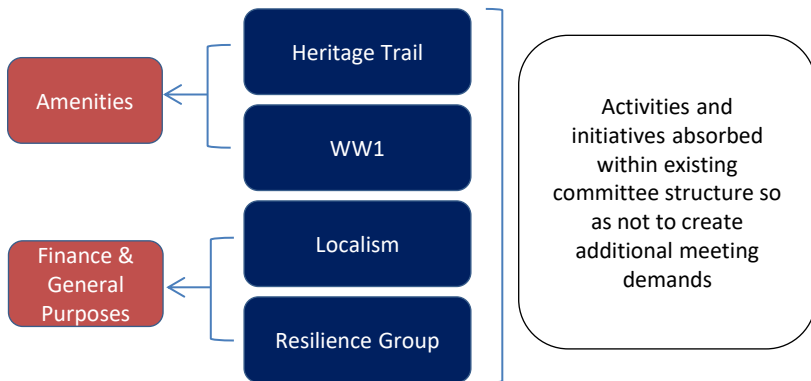 Heritage Trail
Amenities
WW1
Localism
Finance &
General
Purposes
Resilience Group
Activities and
initiatives absorbed
within existing
committee structure so
as not to create
additional meeting
demands